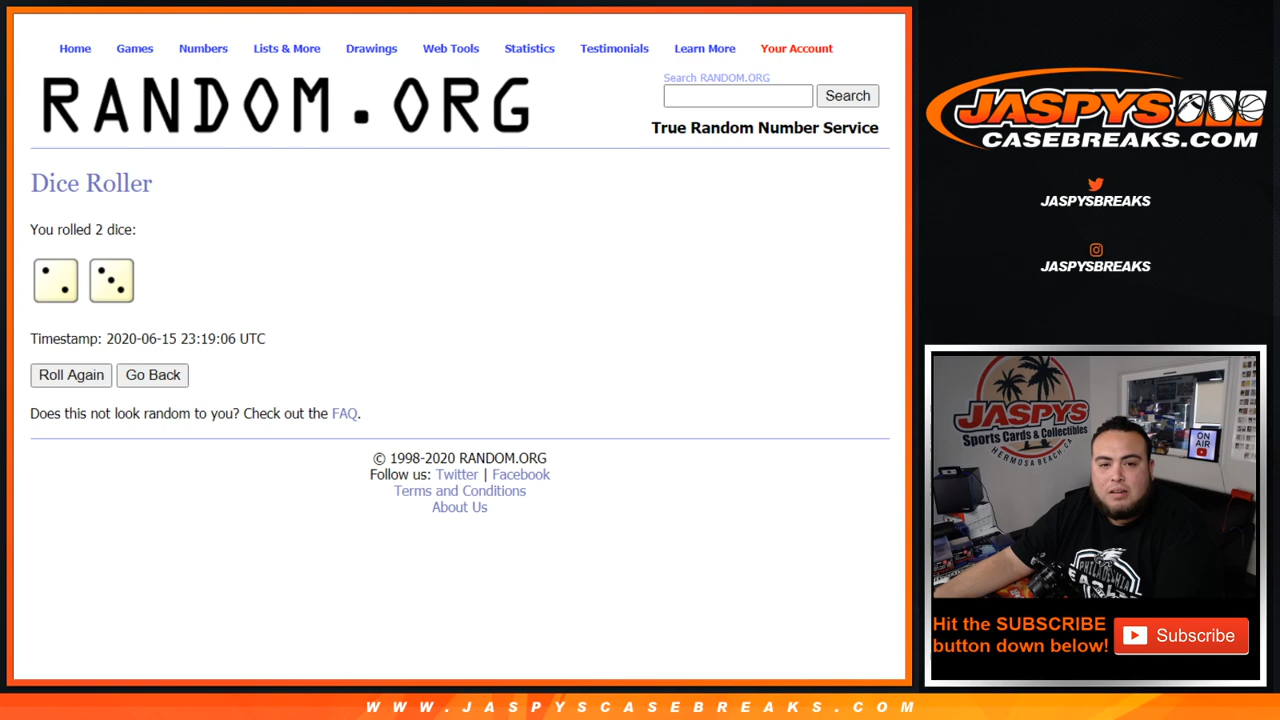 Home Games Numbers Lists & More Drawings Web Tools Statistics Testimonials Learn More Your Account
RANDOM.ORG
Search RANDOM.ORG
Search
True Random Number Service
Dice Roller
You rolled 2 dice:
Timestamp: 2020-06-15 23:19:06 UTC
Roll Again Go Back
Does this not look random to you? Check out the FAQ.
© 1998-2020 RANDOM.ORG
Follow us: Twitter | Facebook
Terms and Conditions
About Us
JASPYS
CASEBREAKS.COM
JASPYSBREAKS
JASPYSBREAKS
JASPYS
Sports Cards & Collectibles
HERMOSA BEACH, CA
ON
AIR
PHILADELPHIA
Hit the SUBSCRIBE
button down below!
Subscribe
WWW.JASPYSCASEBREAKS.COM